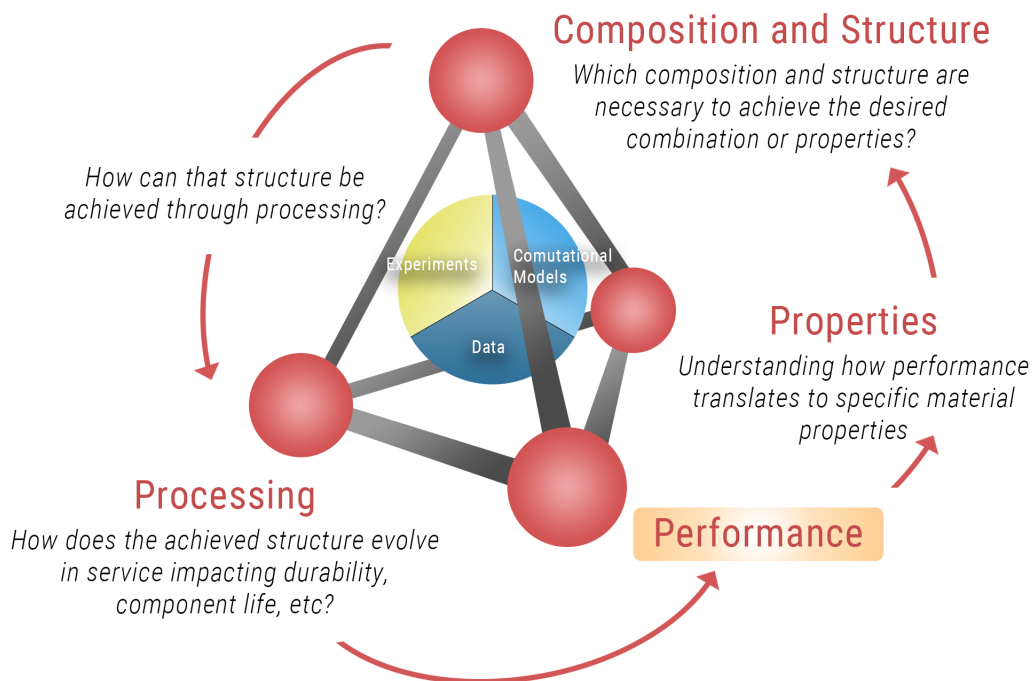 Composition and Structure
Which composition and structure are
necessary to achieve the desired
combination or properties?
How can that structure be
achieved through processing?
Experiments
Comutational
Models
Data
Properties
Understanding how performance
translates to specific material
properties
Processing
How does the achieved structure evolve
in service impacting durability,
component life, etc?
Performance